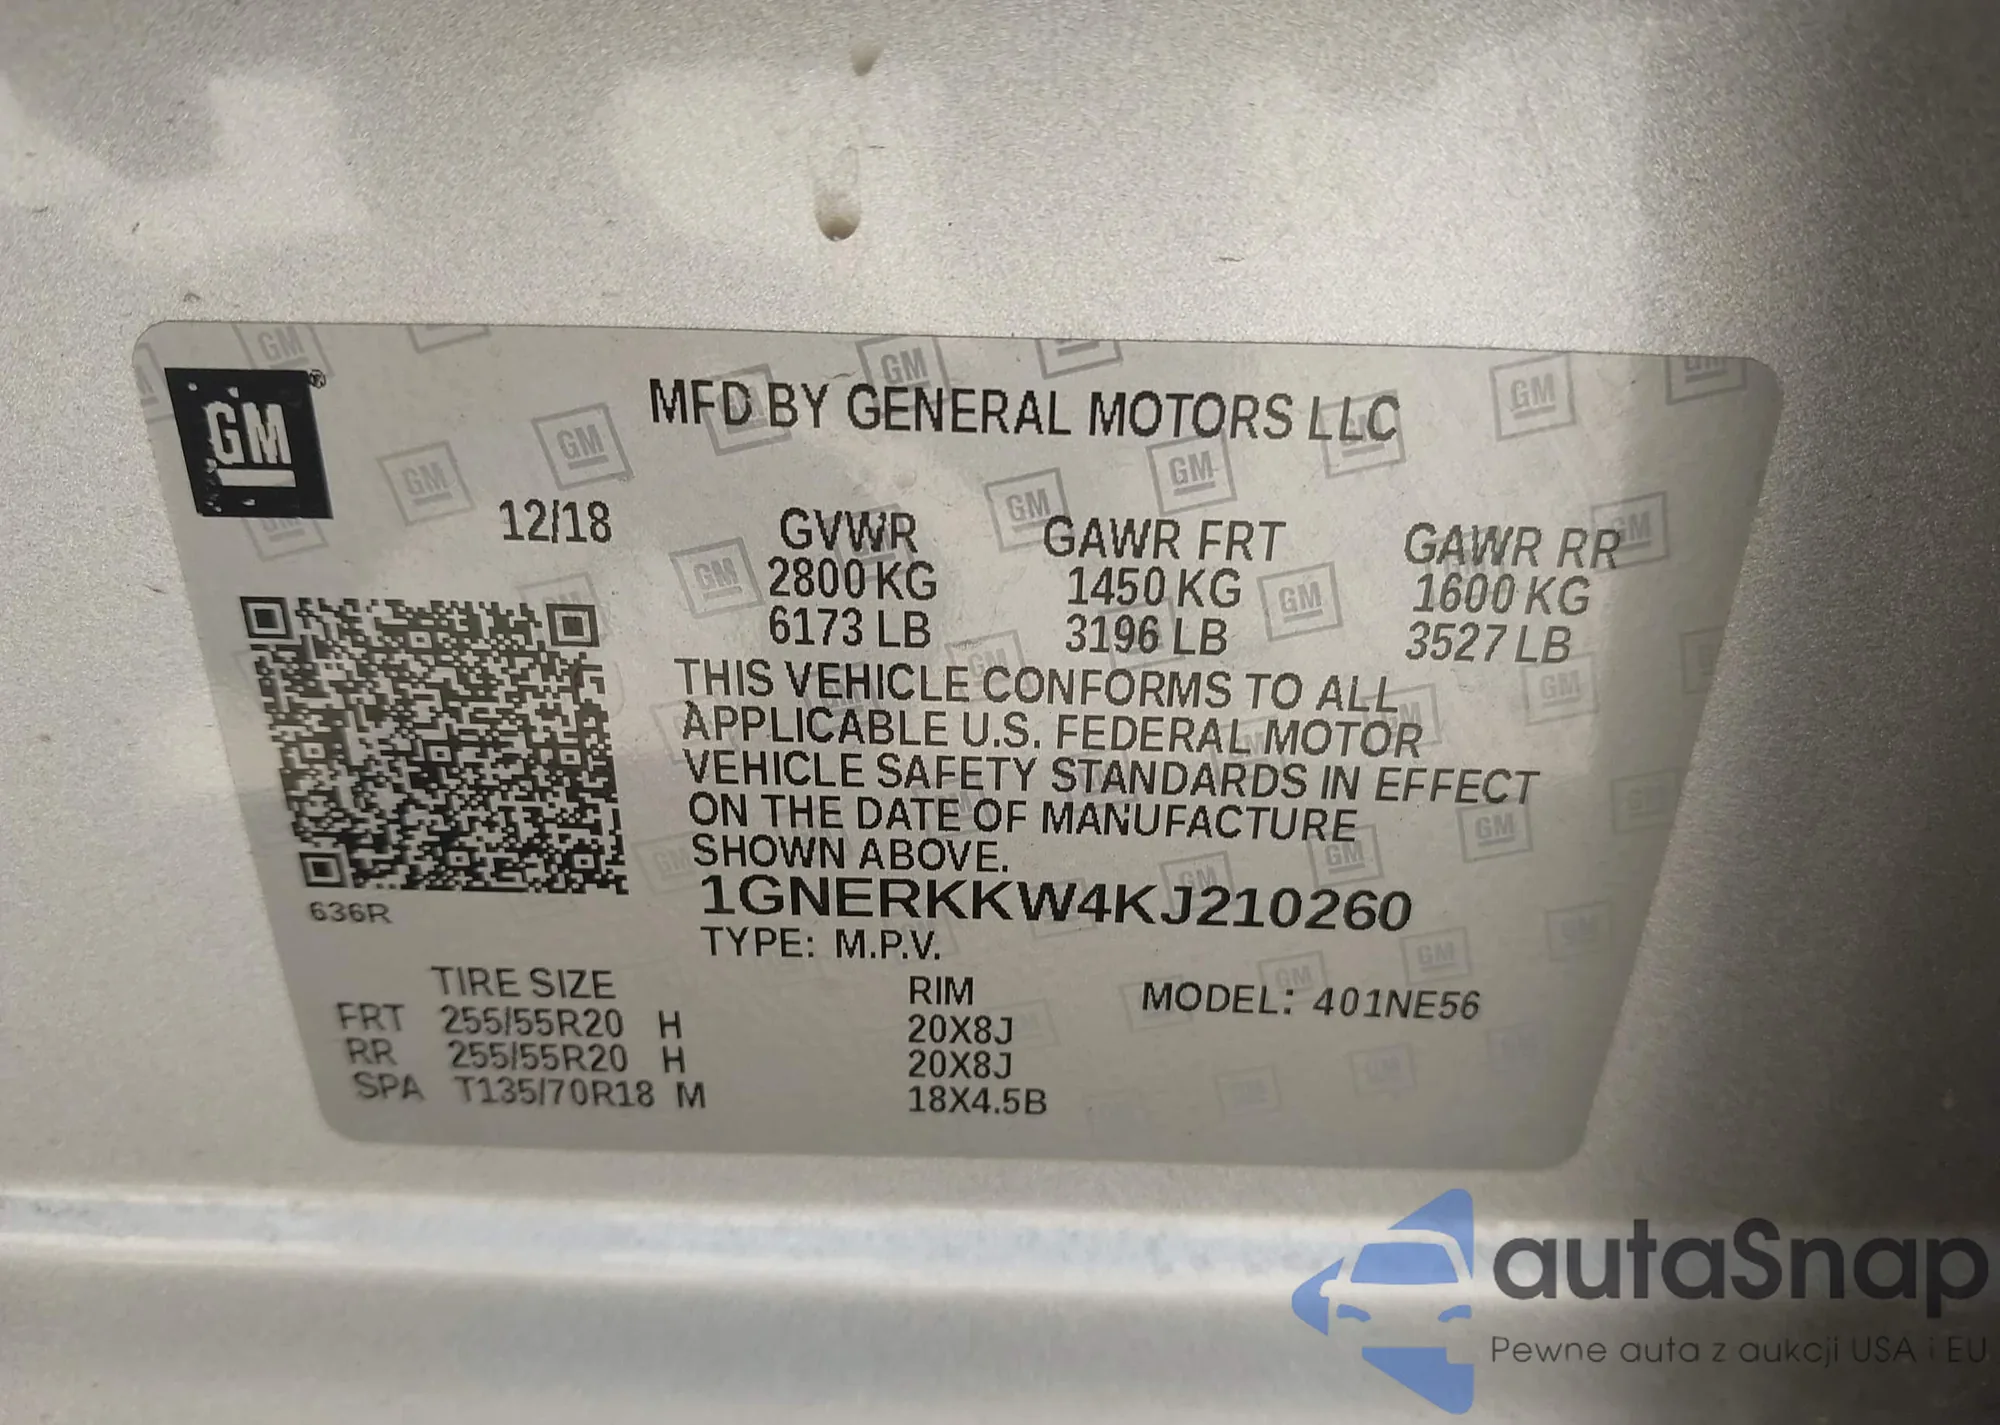 GM
MFD BY GENERAL MOTORS LLC
12/18 GVWR GAWR FRT GAWR RR
2800 KG 1450 KG 1600 KG
6173 LB 3196 LB 3527 LB
THIS VEHICLE CONFORMS TO ALL
APPLICABLE U.S. FEDERAL MOTOR
VEHICLE SAFETY STANDARDS IN EFFECT
ON THE DATE OF MANUFACTURE
SHOWN ABOVE.
1GNERKKW4KJ210260
636R
TYPE: M.P.V.
TIRE SIZE RIM MODEL: 401NE56
FRT 255/55R20 H 20X8J
RR 255/55R20 H 20X8J
SPA T135/70R18 M 18X4.5B
autaSnap
Pewne auta z aukcji USA i EU